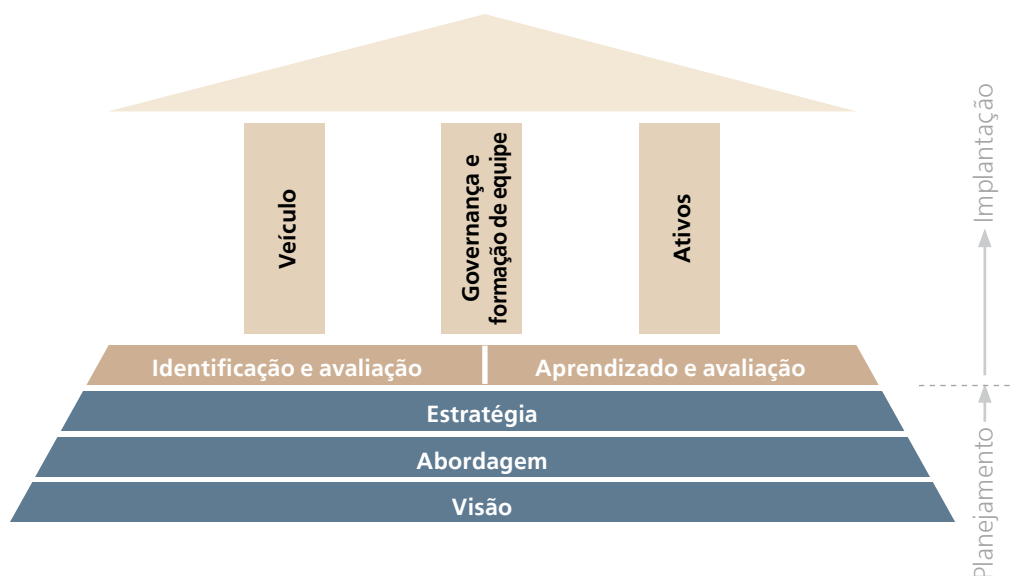 Veículo
Governança e
formação de equipe
Ativos
Identificação e avaliação
Aprendizado e avaliação
Estratégia
Abordagem
Visão
Implantação
Planejamento